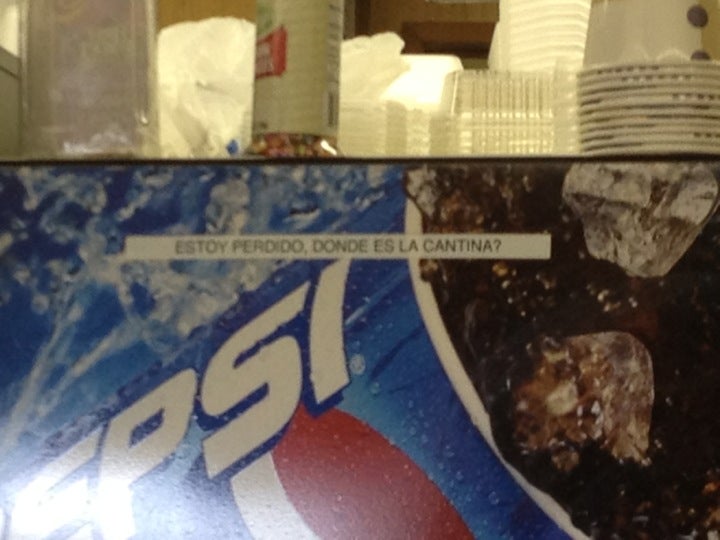 ESTOY PERDIDO, DONDE ES LA CANTINA?
EPSI